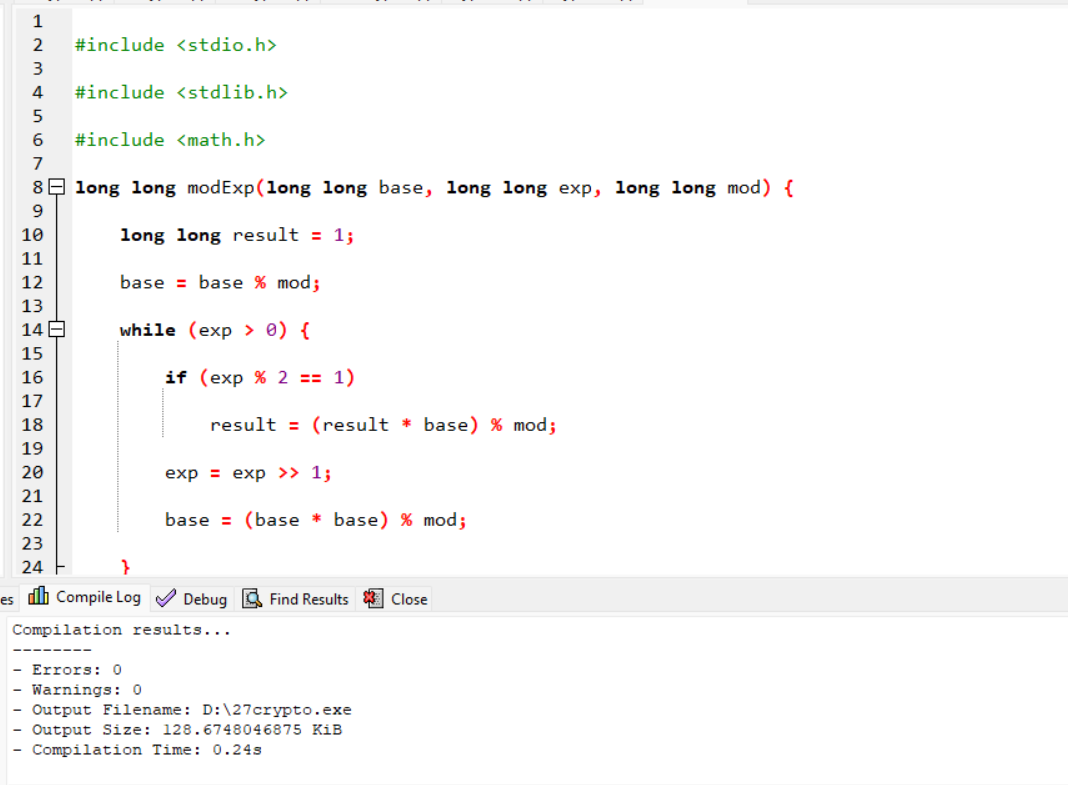 1
2 #include <stdio.h>
3
4 #include <stdlib.h>
5
6 #include <math.h>
7
8 long long modExp(long long base, long long exp, long long mod) {
9
10 long long result = 1;
11
12 base = base % mod;
13
14 while (exp > 0) {
15
16 if (exp % 2 == 1)
17
18 result = (result * base) % mod;
19
20 exp = exp >> 1;
21
22 base = (base * base) % mod;
23
24 }
es Compile Log Debug Find Results Close
Compilation results...
--------
- Errors: 0
- Warnings: 0
- Output Filename: D:\27crypto.exe
- Output Size: 128.6748046875 KiB
- Compilation Time: 0.24s